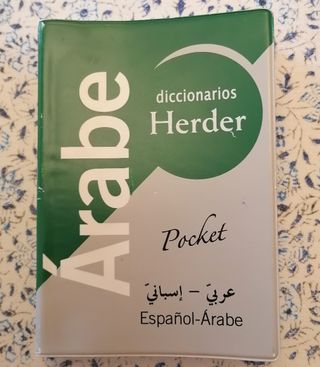 Árabe
diccionarios
Herder
Pocket
عربيّ – إسبانيّ
Español-Árabe